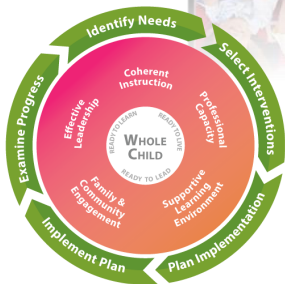 Identify Needs
Select Interventions
Plan Implementation
Implement Plan
Examine Progress
Coherent
Instruction
Professional
Capacity
Supportive
Learning
Environment
Family &
Community
Engagement
Effective
Leadership
READY TO LEARN
READY TO LIVE
READY TO LEAD
WHOLE
CHILD